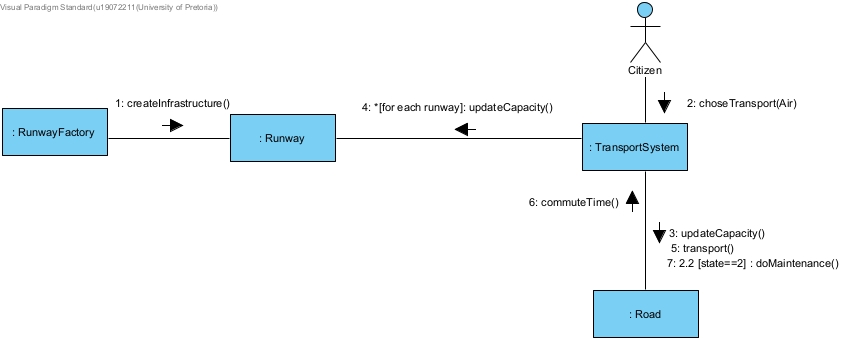 Visual Paradigm Standard(u19072211(University of Pretoria))
Citizen
1: createInfrastructure()
4: *[for each runway]: updateCapacity()
2: choseTransport(Air)
: RunwayFactory
: Runway
: TransportSystem
6: commuteTime()
3: updateCapacity()
5: transport()
7: 2.2 [state==2] : doMaintenance()
: Road